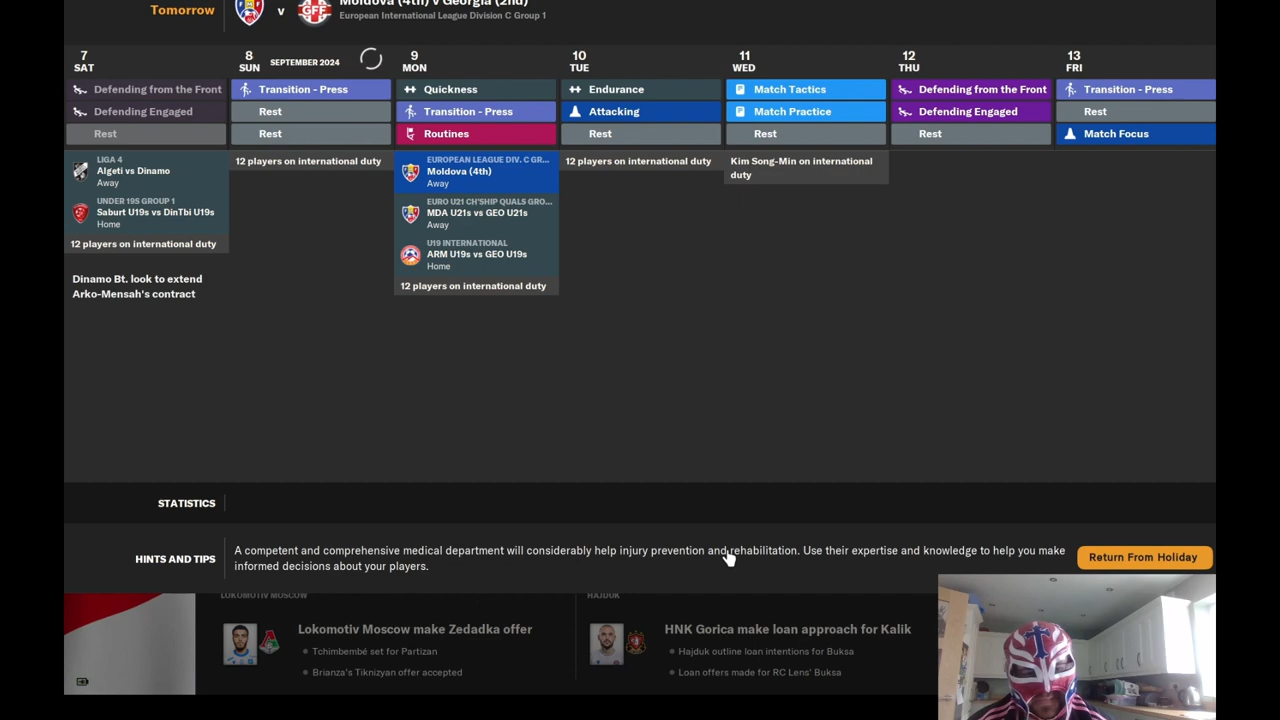 Tomorrow
v
Moldova (4th) v Georgia (2nd)
European International League Division C Group 1
7
SAT
8
SUN
SEPTEMBER 2024
9
MON
10
TUE
11
WED
12
THU
13
FRI
Defending from the Front
Transition - Press
Quickness
Endurance
Match Tactics
Defending from the Front
Transition - Press
Defending Engaged
Rest
Transition - Press
Attacking
Match Practice
Defending Engaged
Rest
Rest
Rest
Routines
Rest
Rest
Rest
Match Focus
LIGA 4
Algeti vs Dinamo
Away
UNDER 19S GROUP 1
Saburt U19s vs DinTbi U19s
Home
12 players on international duty
Dinamo Bt. look to extend
Arko-Mensah's contract
12 players on international duty
EUROPEAN LEAGUE DIV. C GR...
Moldova (4th)
Away
EURO U21 CH'SHIP QUALS GRO...
MDA U21s vs GEO U21s
Away
U19 INTERNATIONAL
ARM U19s vs GEO U19s
Home
12 players on international duty
12 players on international duty
Kim Song-Min on international
duty
STATISTICS
HINTS AND TIPS
A competent and comprehensive medical department will considerably help injury prevention and rehabilitation. Use their expertise and knowledge to help you make
informed decisions about your players.
Return From Holiday
LOKOMOTIV MOSCOW
Lokomotiv Moscow make Zedadka offer
Tchimbembé set for Partizan
Brianza's Tiknizyan offer accepted
HAJDUK
HNK Gorica make loan approach for Kalik
Hajduk outline loan intentions for Buksa
Loan offers made for RC Lens' Buksa